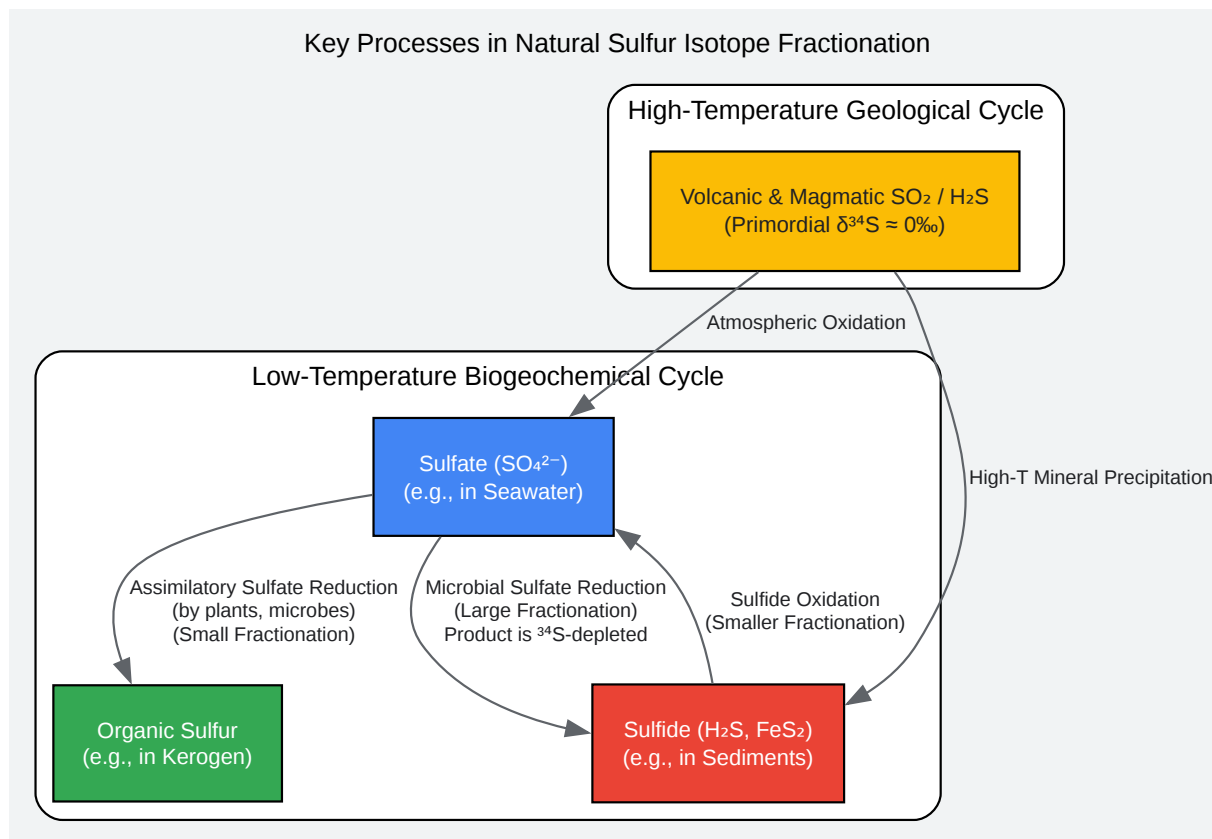 Key Processes in Natural Sulfur Isotope Fractionation
High-Temperature Geological Cycle
Volcanic & Magmatic SO₂ / H₂S
(Primordial δ³⁴S ≈ 0‰)
Atmospheric Oxidation
Low-Temperature Biogeochemical Cycle
Sulfate (SO₄²⁻)
(e.g., in Seawater)
High-T Mineral Precipitation
Assimilatory Sulfate Reduction
(by plants, microbes)
(Small Fractionation)
Microbial Sulfate Reduction
(Large Fractionation)
Product is ³⁴S-depleted
Sulfide Oxidation
(Smaller Fractionation)
Organic Sulfur
(e.g., in Kerogen)
Sulfide (H₂S, FeS₂)
(e.g., in Sediments)